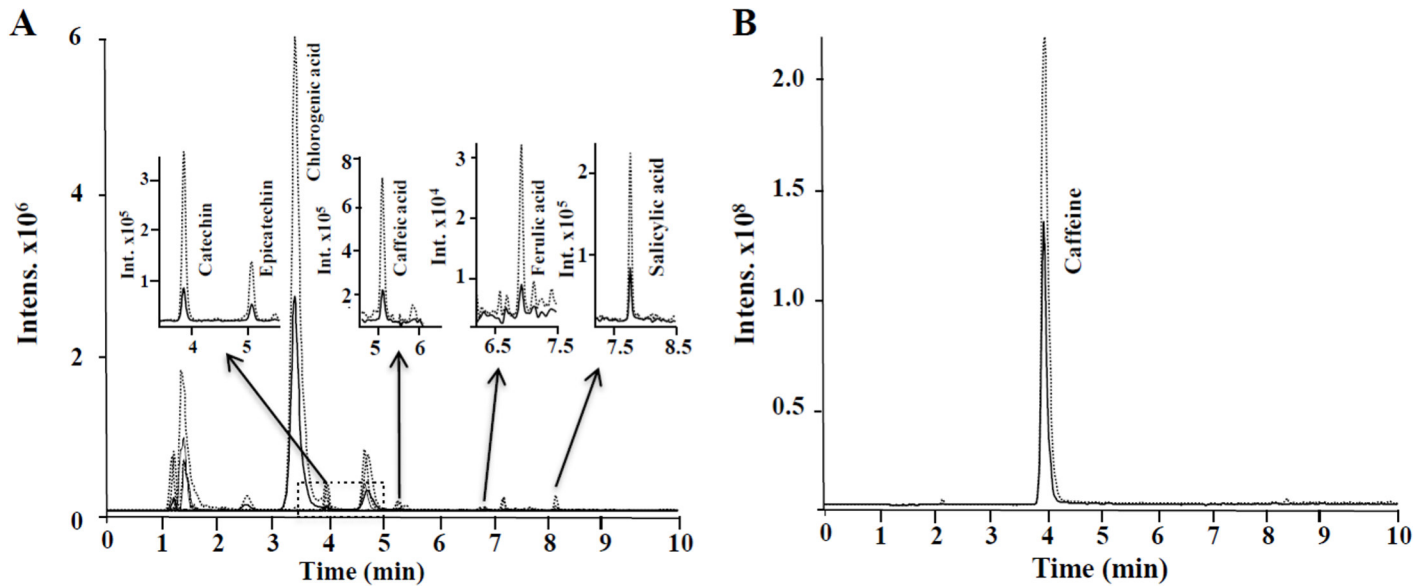 A
Intens. x10⁶
6
4
2
0
0 1 2 3 4 5 6 7 8 9 10
Time (min)
Chlorogenic acid
Int. x10⁵
3
2
1
4 5
Catechin
Epicatechin
Int. x10⁵
8
6
4
2
5 6
Caffeic acid
Int. x10⁴
3
2
1
6.5 7.5
Ferulic acid
Int. x10⁵
2
1
7.5 8.5
Salicylic acid
B
Intens. x10⁸
2.0
1.5
1.0
0.5
0 1 2 3 4 5 6 7 8 9 10
Time (min)
Caffeine